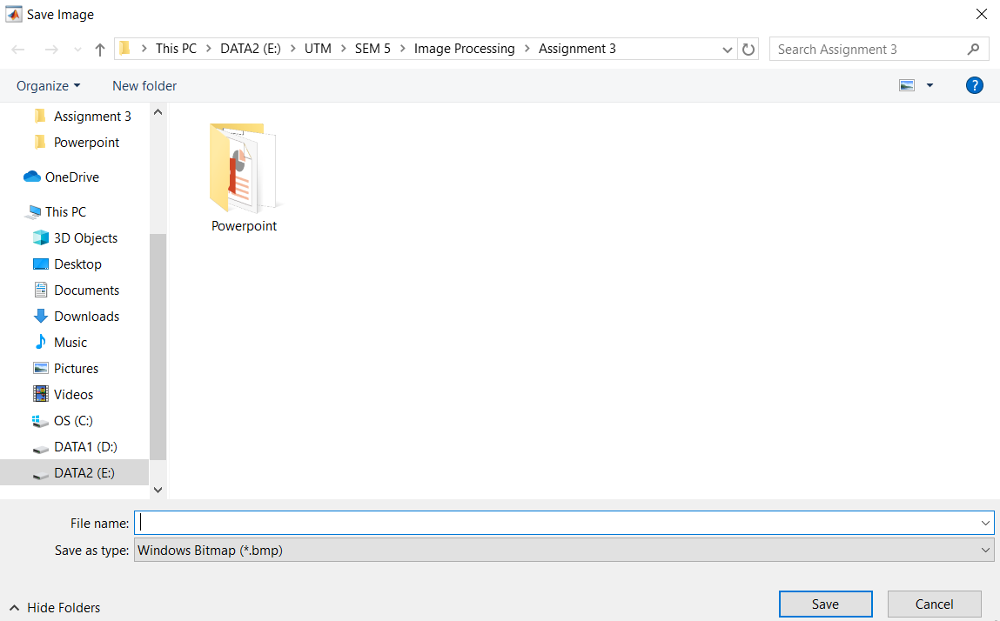 Save Image
This PC > DATA2 (E:) > UTM > SEM 5 > Image Processing > Assignment 3
Search Assignment 3
Organize
New folder
?
Assignment 3
Powerpoint
OneDrive
This PC
3D Objects
Desktop
Documents
Downloads
Music
Pictures
Videos
OS (C:)
DATA1 (D:)
DATA2 (E:)
Powerpoint
File name:
Save as type: Windows Bitmap (*.bmp)
Hide Folders
Save
Cancel